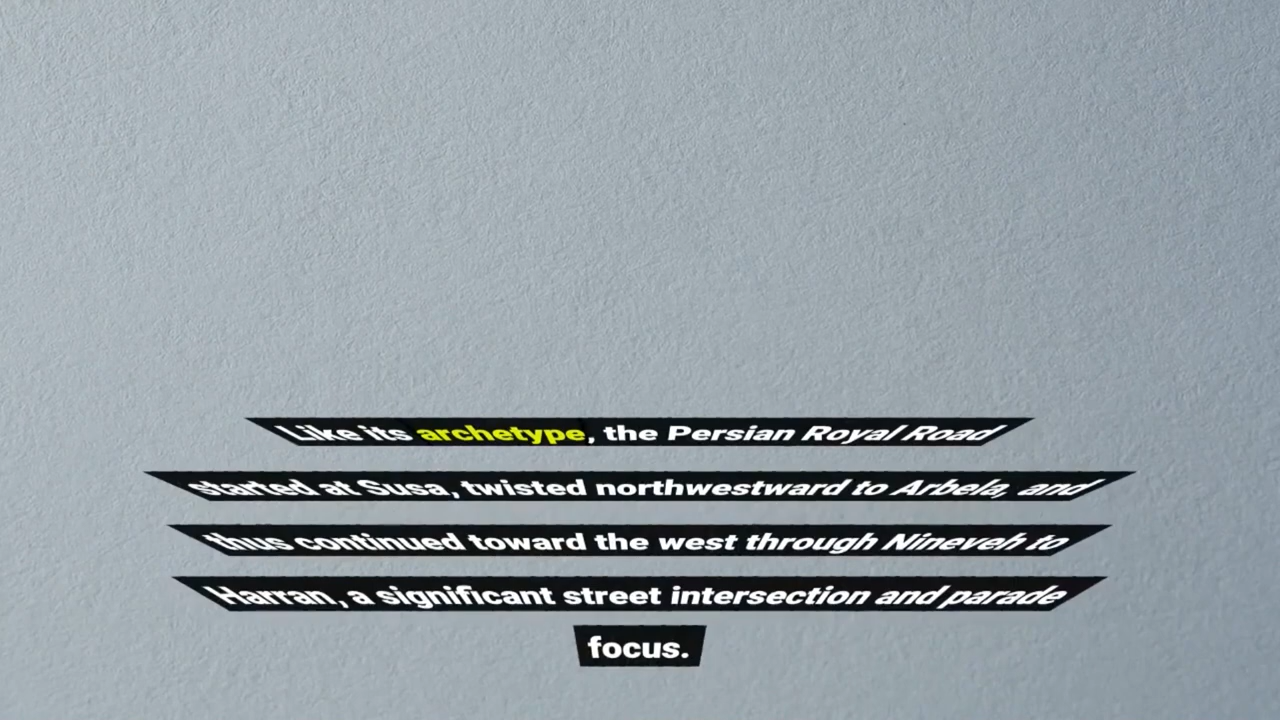 Like its archetype, the Persian Royal Road
started at Susa, twisted northwestward to Arbela, and
thus continued toward the west through Nineveh to
Harran, a significant street intersection and parade
focus.